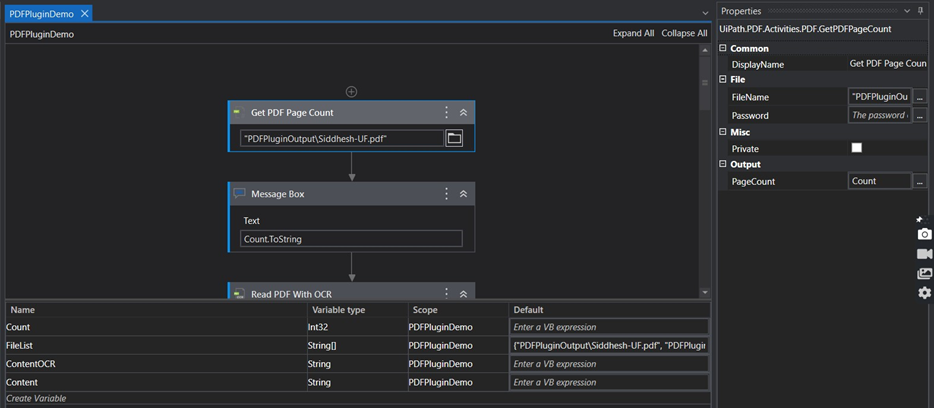 PDFPluginDemo
PDFPluginDemo
Expand All Collapse All
Get PDF Page Count
"PDFPluginOutput\Siddhesh-UF.pdf"
Message Box
Text
Count.ToString
Read PDF With OCR
Name Variable type Scope Default
Count Int32 PDFPluginDemo Enter a VB expression
FileList String[] PDFPluginDemo {"PDFPluginOutput\Siddhesh-UF.pdf", "PDFPlugin
ContentOCR String PDFPluginDemo Enter a VB expression
Content String PDFPluginDemo Enter a VB expression
Create Variable
Properties
UiPath.PDF.Activities.PDF.GetPDFPageCount
Common
DisplayName Get PDF Page Coun
File
FileName "PDFPluginOu ...
Password The password ...
Misc
Private
Output
PageCount Count ...